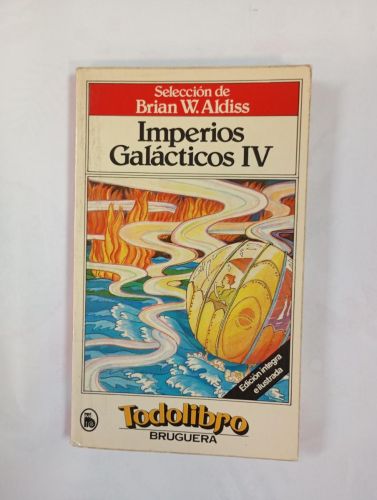 Selección de
Brian W. Aldiss
Imperios
Galácticos IV
Edición íntegra
e ilustrada
Todolibro
BRUGUERA